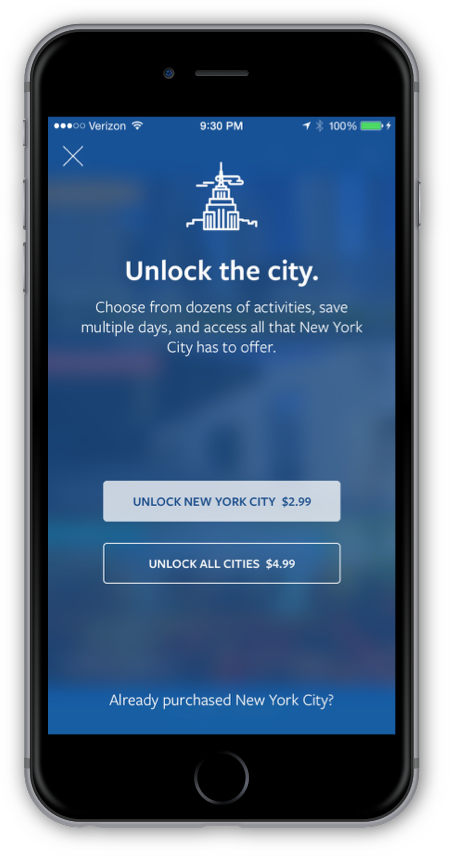 ●●●○○ Verizon 9:30 PM 100%
Unlock the city.
Choose from dozens of activities, save
multiple days, and access all that New York
City has to offer.
UNLOCK NEW YORK CITY $2.99
UNLOCK ALL CITIES $4.99
Already purchased New York City?